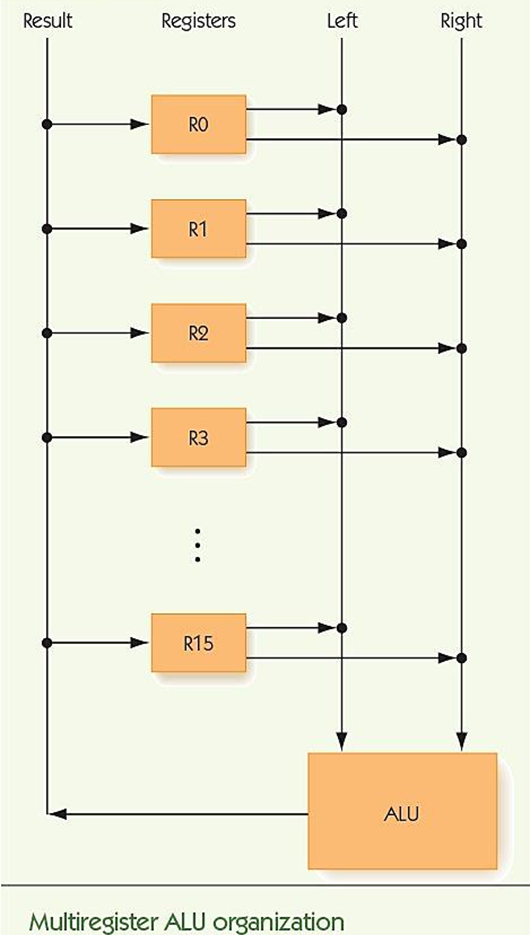 Result Registers Left Right
R0
R1
R2
R3
R15
ALU
Multiregister ALU organization